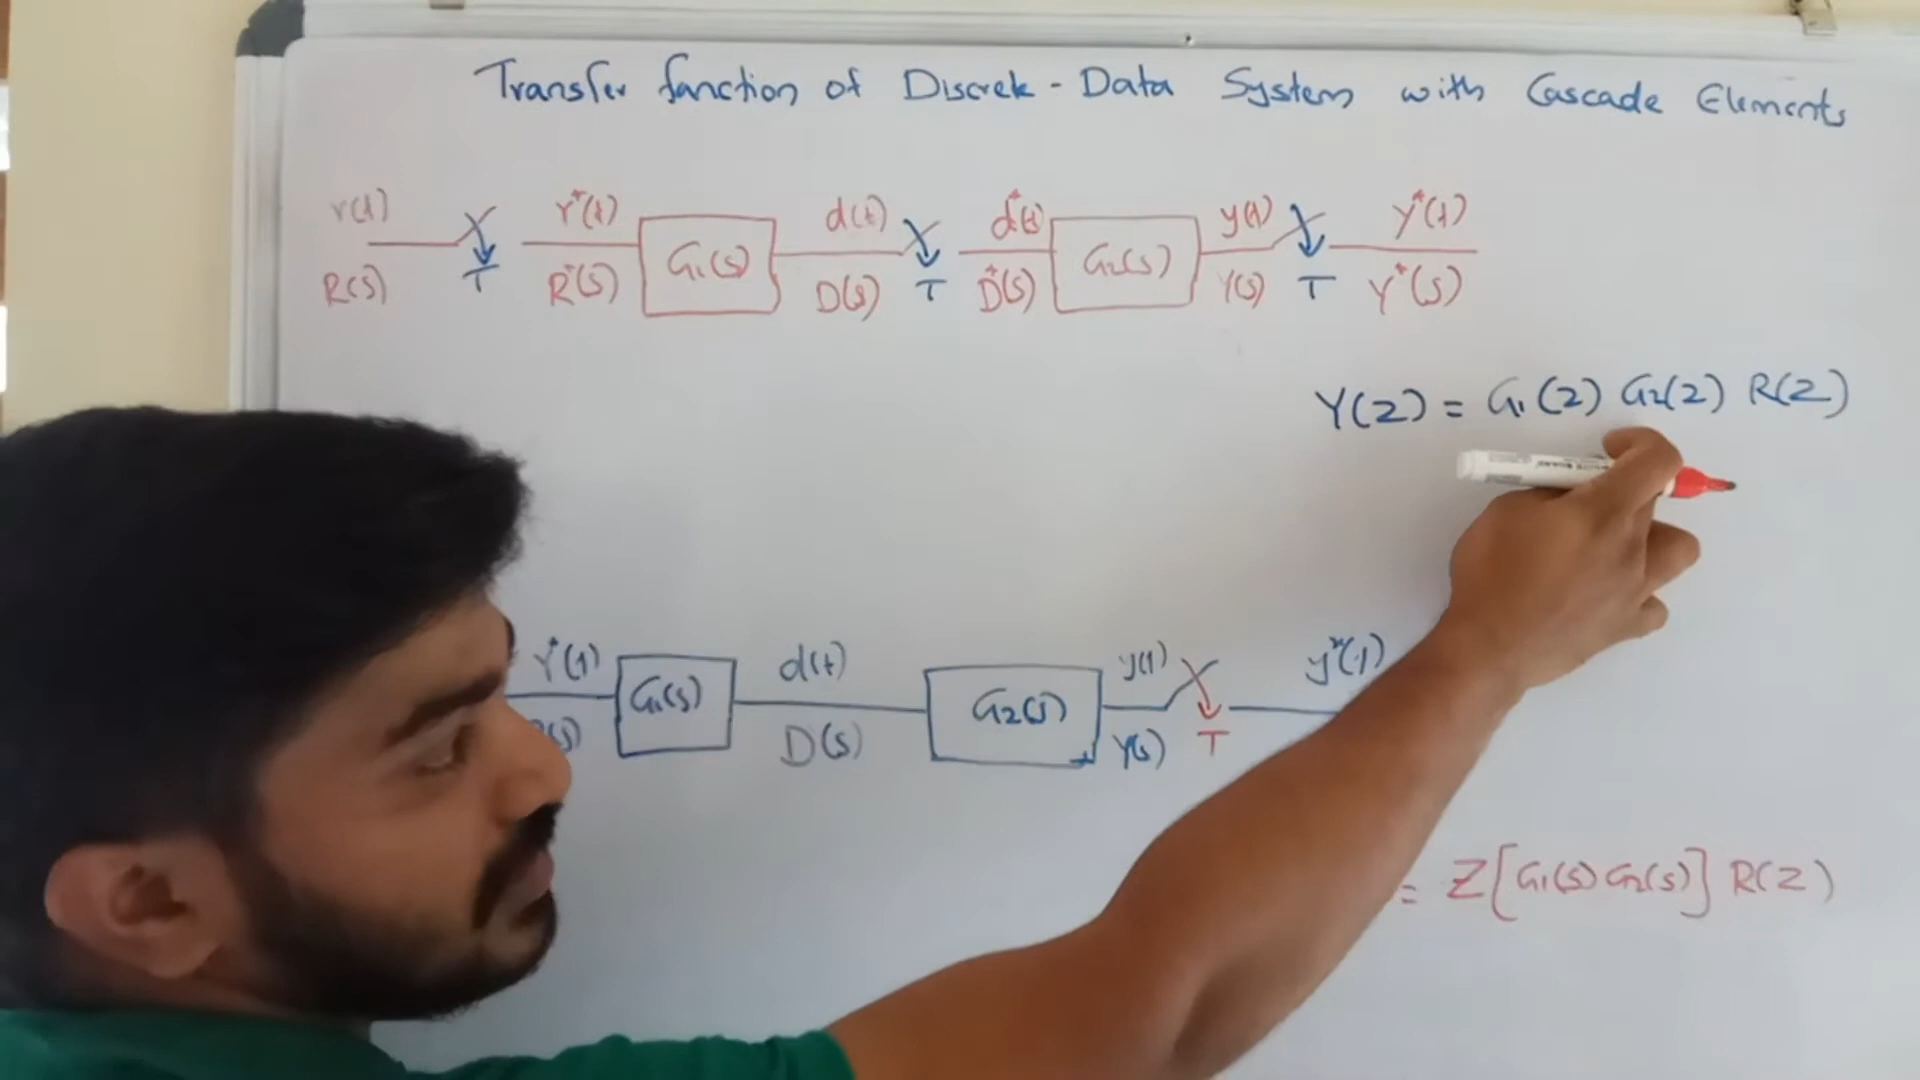 Transfer function of Discrete - Data System with Cascade Elements
r(t) r*(t) d(t) d*(t) y(t) y*(t)
G1(s) G2(s)
R(s) T R*(s) D(s) T D*(s) Y(s) T Y*(s)
Y(Z) = G1(Z) G2(Z) R(Z)
r*(t) d(t) y(t) y*(t)
G1(s) G2(s)
D(s) Y(s) T
= Z[G1(s) G2(s)] R(Z)